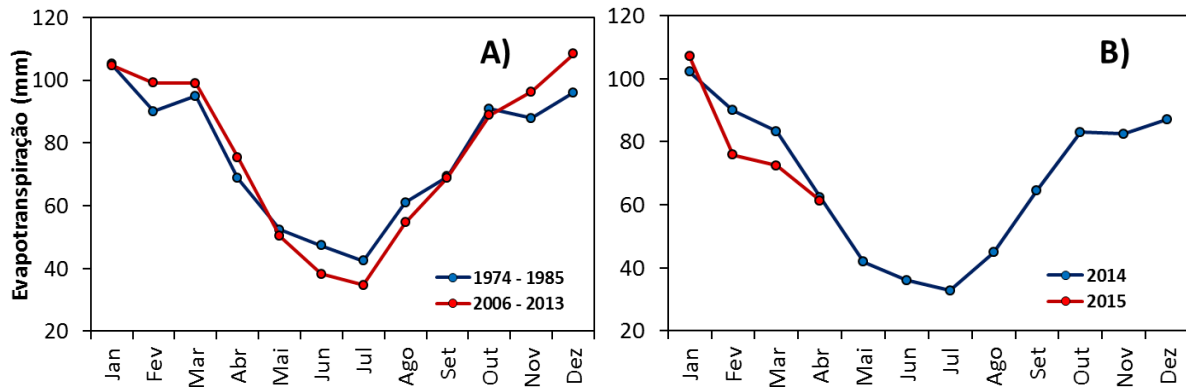 Evapotranspiração (mm)
120
100
80
60
40
20
A)
1974 - 1985
2006 - 2013
Jan Fev Mar Abr Mai Jun Jul Ago Set Out Nov Dez
120
100
80
60
40
20
B)
2014
2015
Jan Fev Mar Abr Mai Jun Jul Ago Set Out Nov Dez